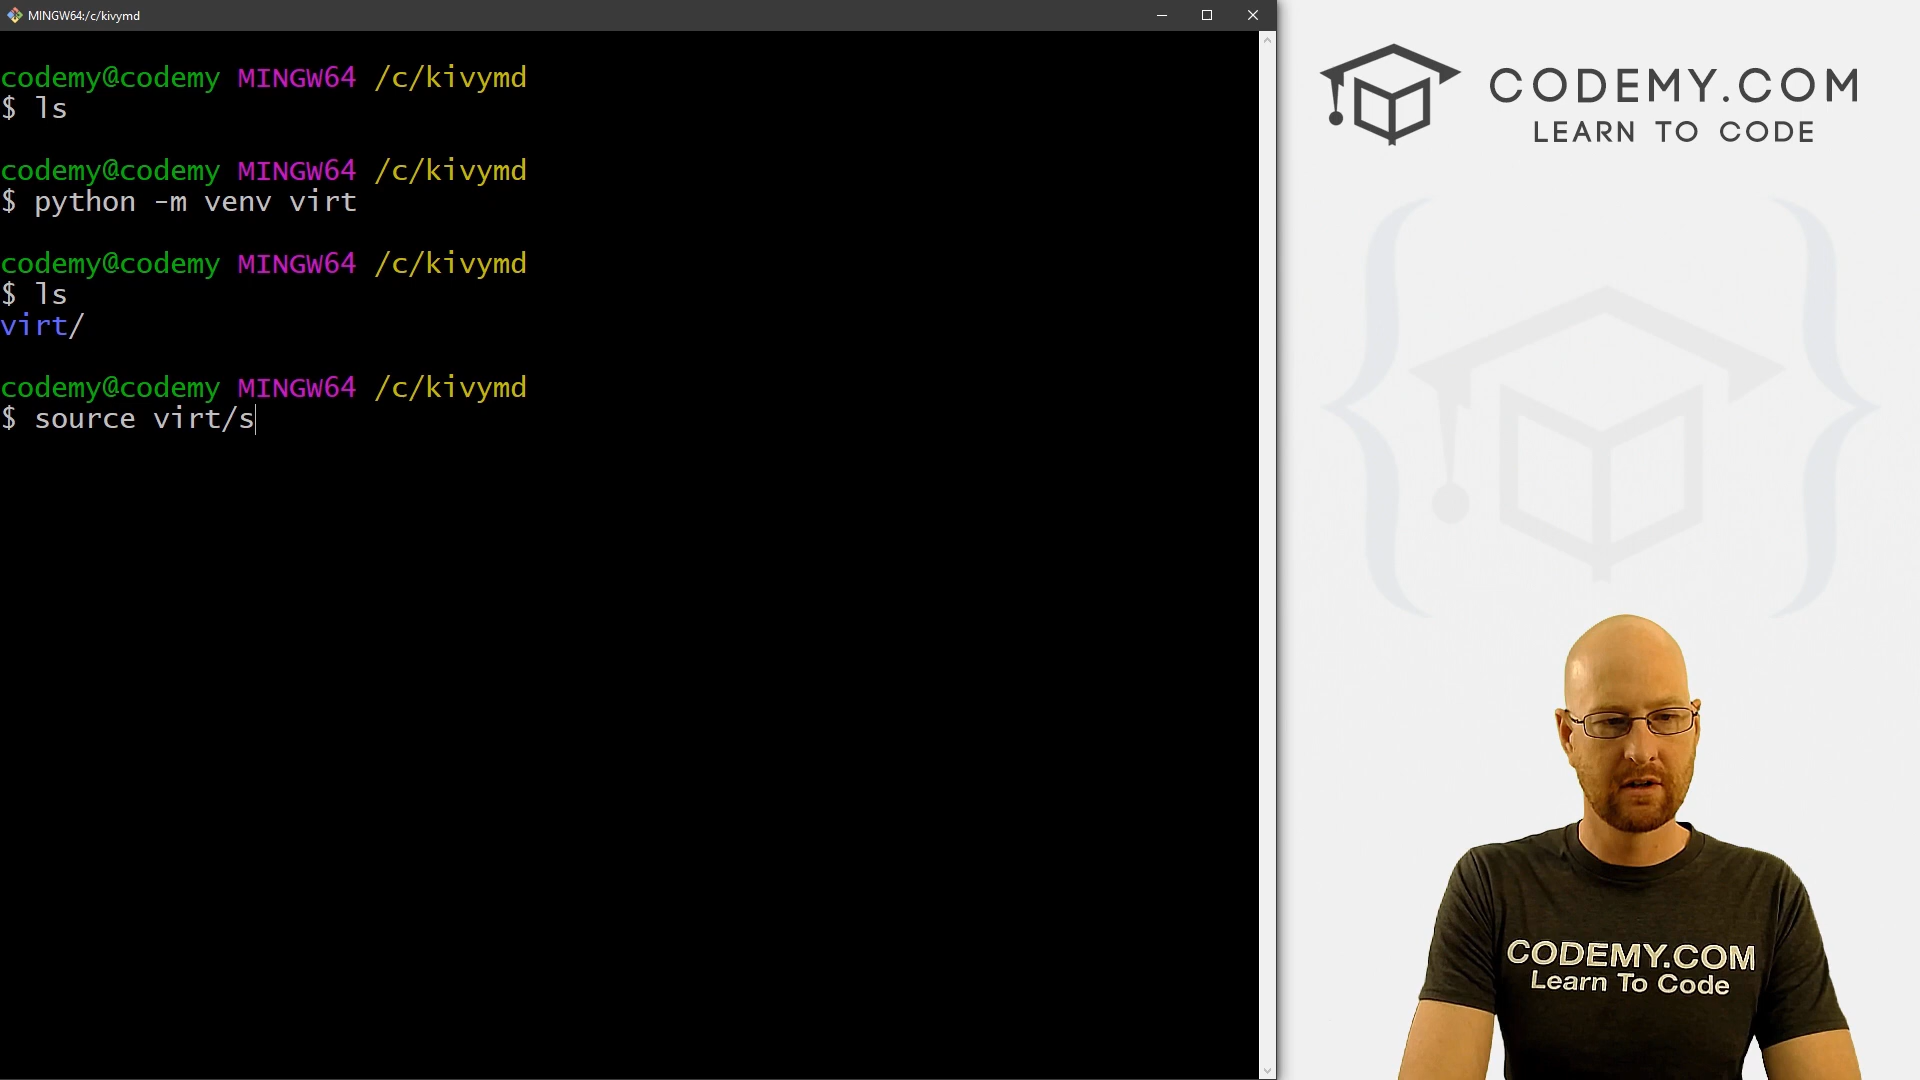 MINGW64:/c/kivymd
codemy@codemy MINGW64 /c/kivymd
$ ls
codemy@codemy MINGW64 /c/kivymd
$ python -m venv virt
codemy@codemy MINGW64 /c/kivymd
$ ls
virt/
codemy@codemy MINGW64 /c/kivymd
$ source virt/s
CODEMY.COM
LEARN TO CODE
CODEMY.COM
Learn To Code